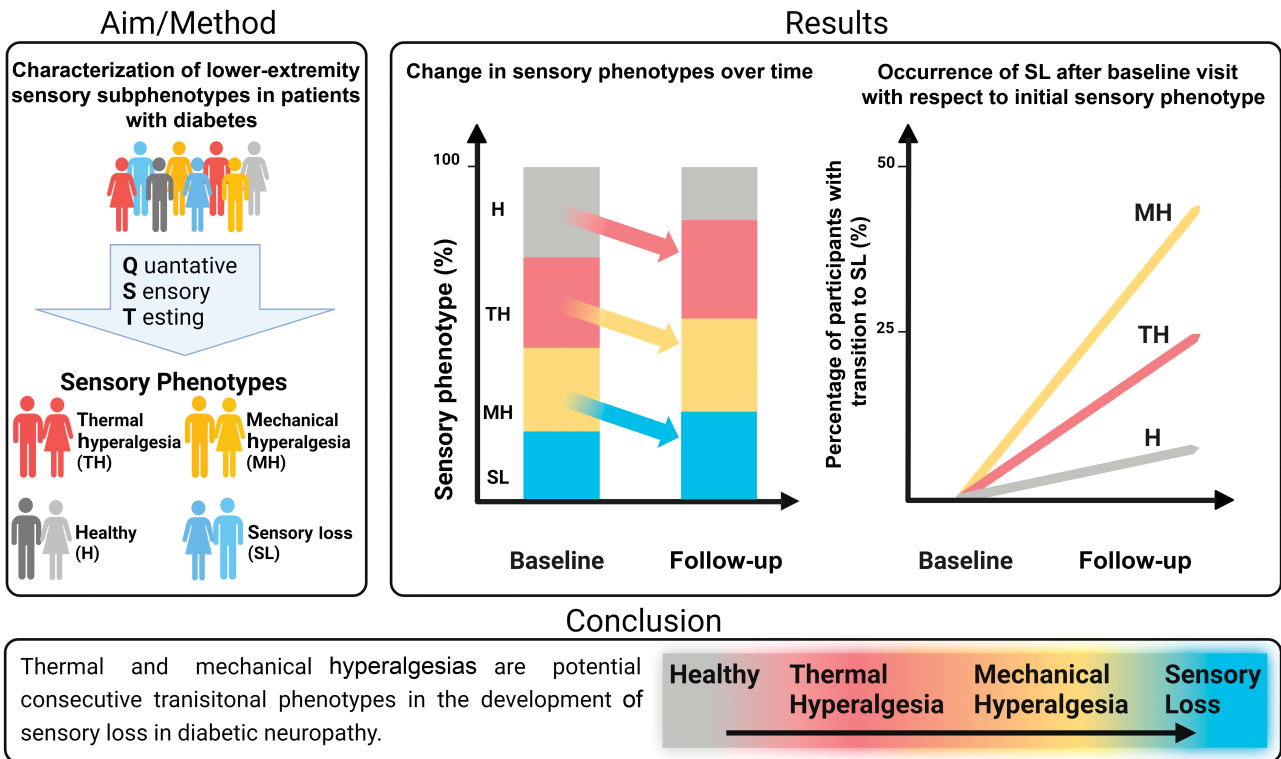 Aim/Method
Characterization of lower-extremity
sensory subphenotypes in patients
with diabetes
Q uantative
S ensory
T esting
Sensory Phenotypes
Thermal
hyperalgesia
(TH)
Mechanical
hyperalgesia
(MH)
Healthy
(H)
Sensory loss
(SL)
Results
Change in sensory phenotypes over time
Sensory phenotype (%)
100
H
TH
MH
SL
Baseline
Follow-up
Occurrence of SL after baseline visit
with respect to initial sensory phenotype
Percentage of participants with
transition to SL (%)
50
25
MH
TH
H
Baseline
Follow-up
Conclusion
Thermal and mechanical hyperalgesias are potential
consecutive tranisitonal phenotypes in the development of
sensory loss in diabetic neuropathy.
Healthy
Thermal
Hyperalgesia
Mechanical
Hyperalgesia
Sensory
Loss